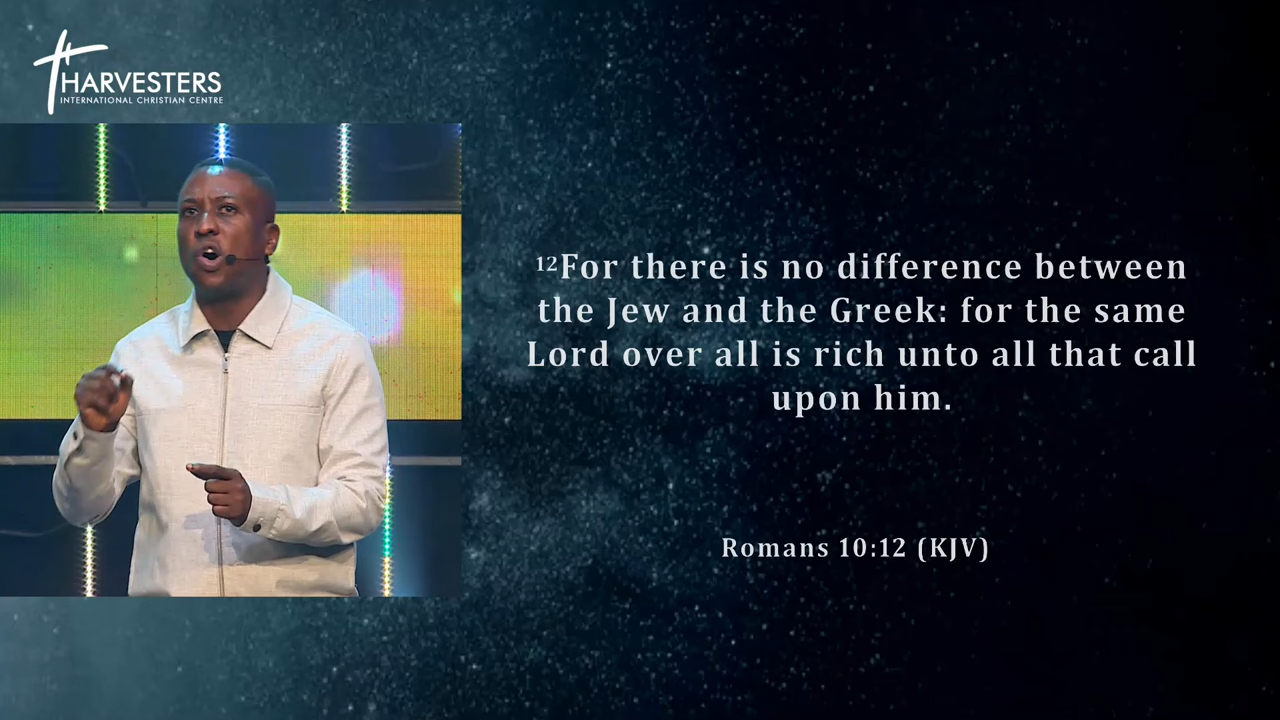 HARVESTERS
INTERNATIONAL CHRISTIAN CENTRE
12For there is no difference between
the Jew and the Greek: for the same
Lord over all is rich unto all that call
upon him.
Romans 10:12 (KJV)